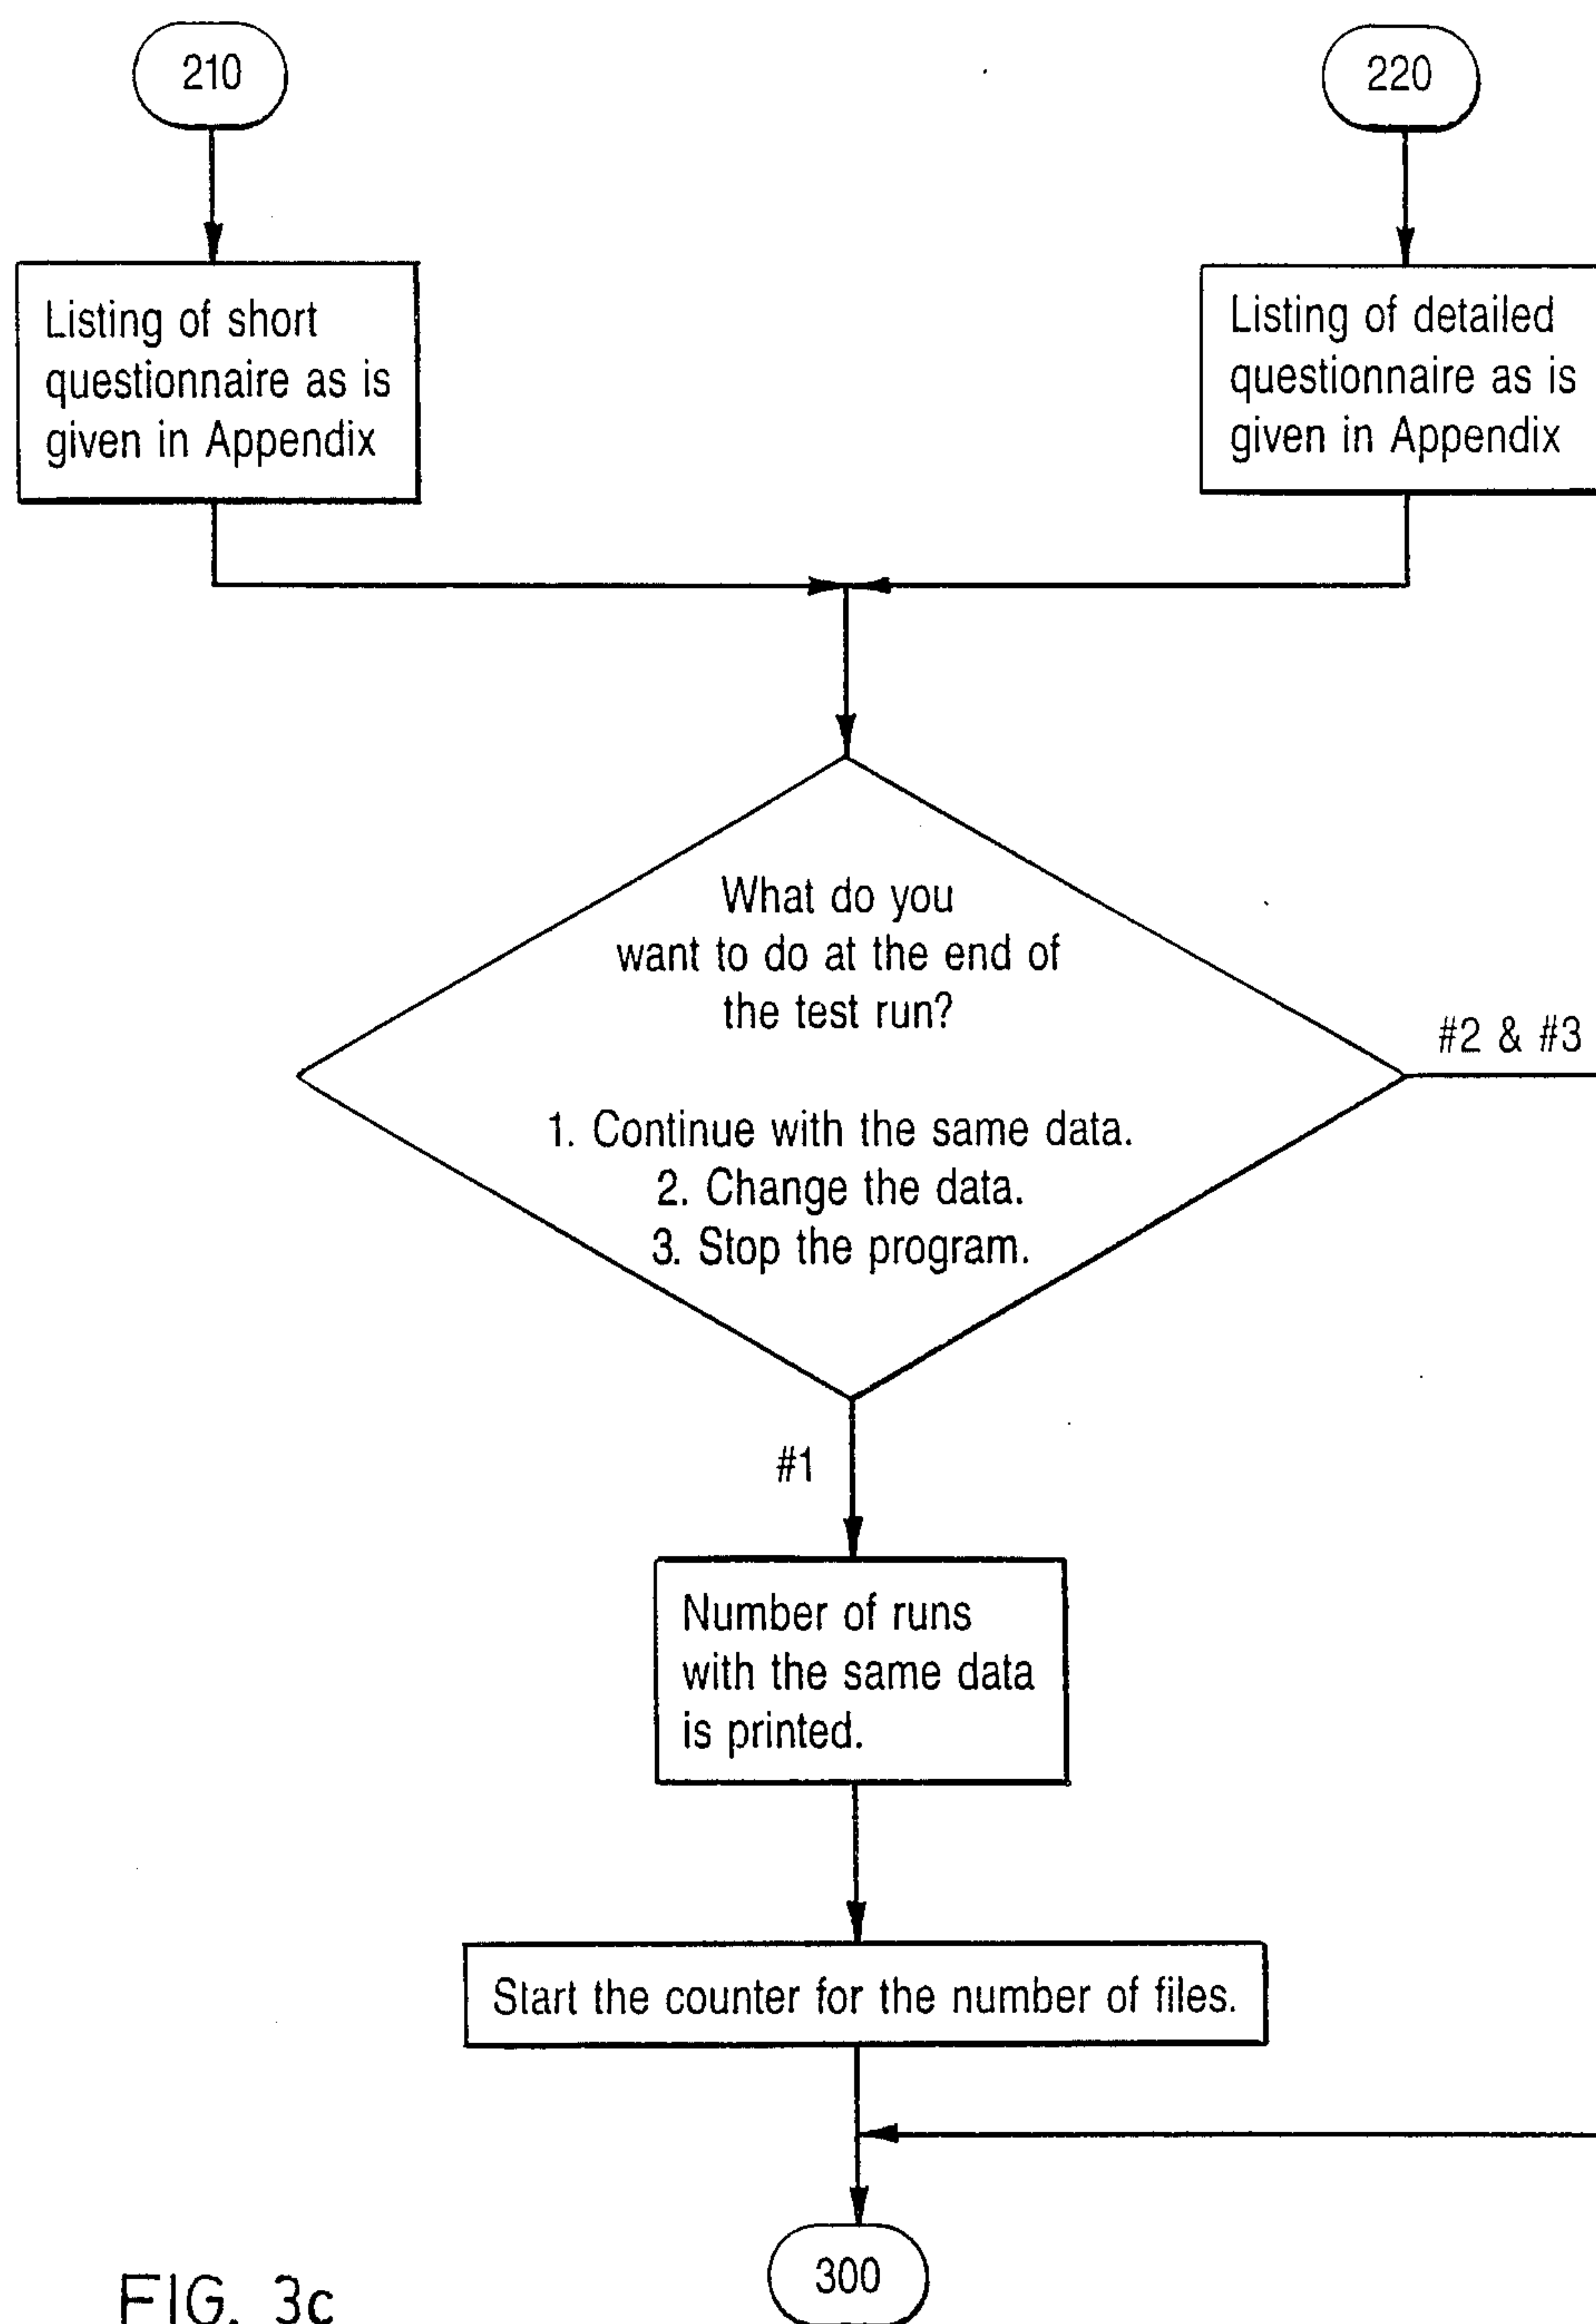 210
220
Listing of short
questionnaire as is
given in Appendix
Listing of detailed
questionnaire as is
given in Appendix
What do you
want to do at the end of
the test run?
1. Continue with the same data.
2. Change the data.
3. Stop the program.
#2 & #3
#1
Number of runs
with the same data
is printed.
Start the counter for the number of files.
300
FIG. 3c